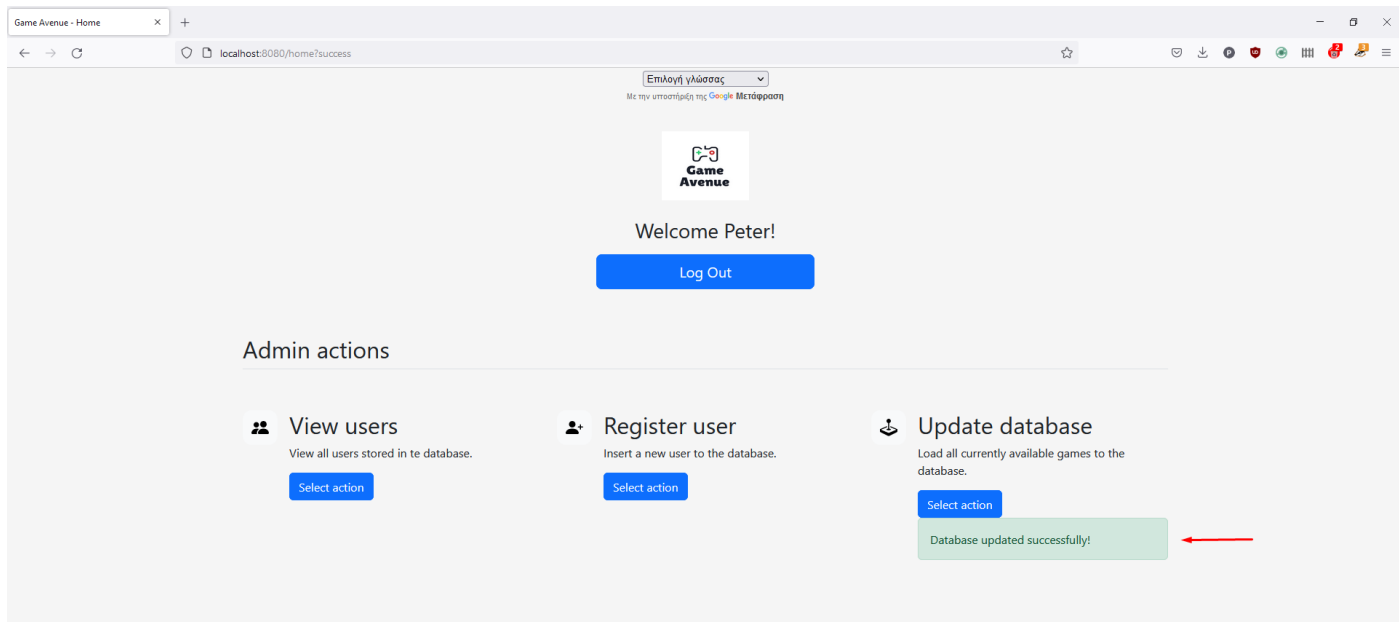 Game Avenue - Home
localhost:8080/home?success
2
3
Επιλογή γλώσσας
Με την υποστήριξη της Google Μετάφραση
Game
Avenue
Welcome Peter!
Log Out
Admin actions
View users
View all users stored in te database.
Select action
Register user
Insert a new user to the database.
Select action
Update database
Load all currently available games to the
database.
Select action
Database updated successfully!